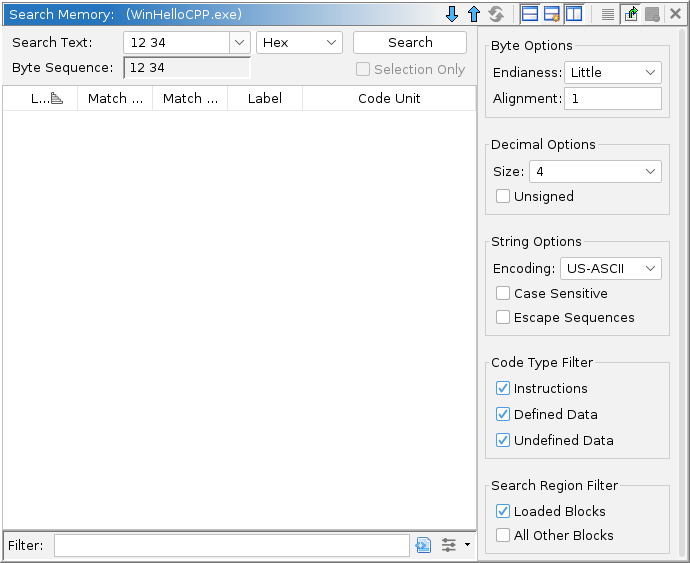 Search Memory: (WinHelloCPP.exe)
Search Text: 12 34 Hex Search
Byte Sequence: 12 34 Selection Only
L... Match ... Match ... Label Code Unit
Byte Options
Endianess: Little
Alignment: 1
Decimal Options
Size: 4
Unsigned
String Options
Encoding: US-ASCII
Case Sensitive
Escape Sequences
Code Type Filter
Instructions
Defined Data
Undefined Data
Search Region Filter
Loaded Blocks
All Other Blocks
Filter: